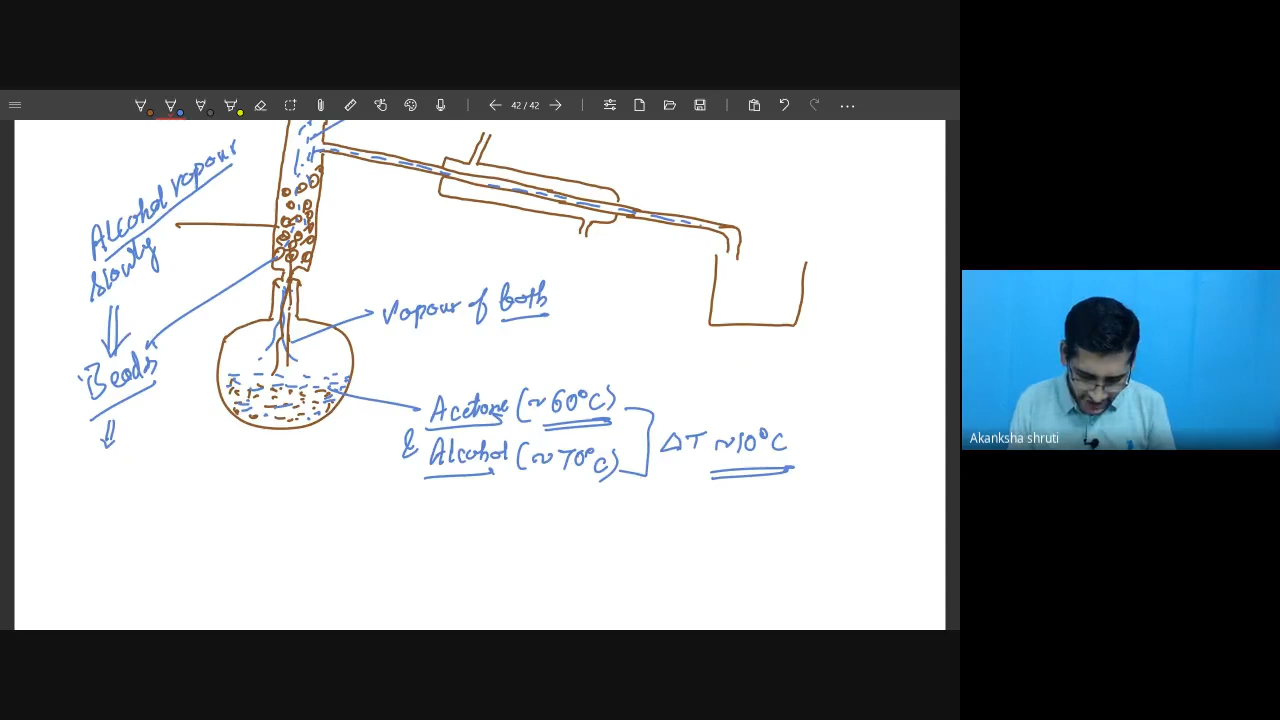 42 / 42
Alcohol vapour
slowly
Beads
vapour of both
Acetone (~ 60°C)
& Alcohol (~ 70°C)
ΔT ~10°C
Akanksha shruti